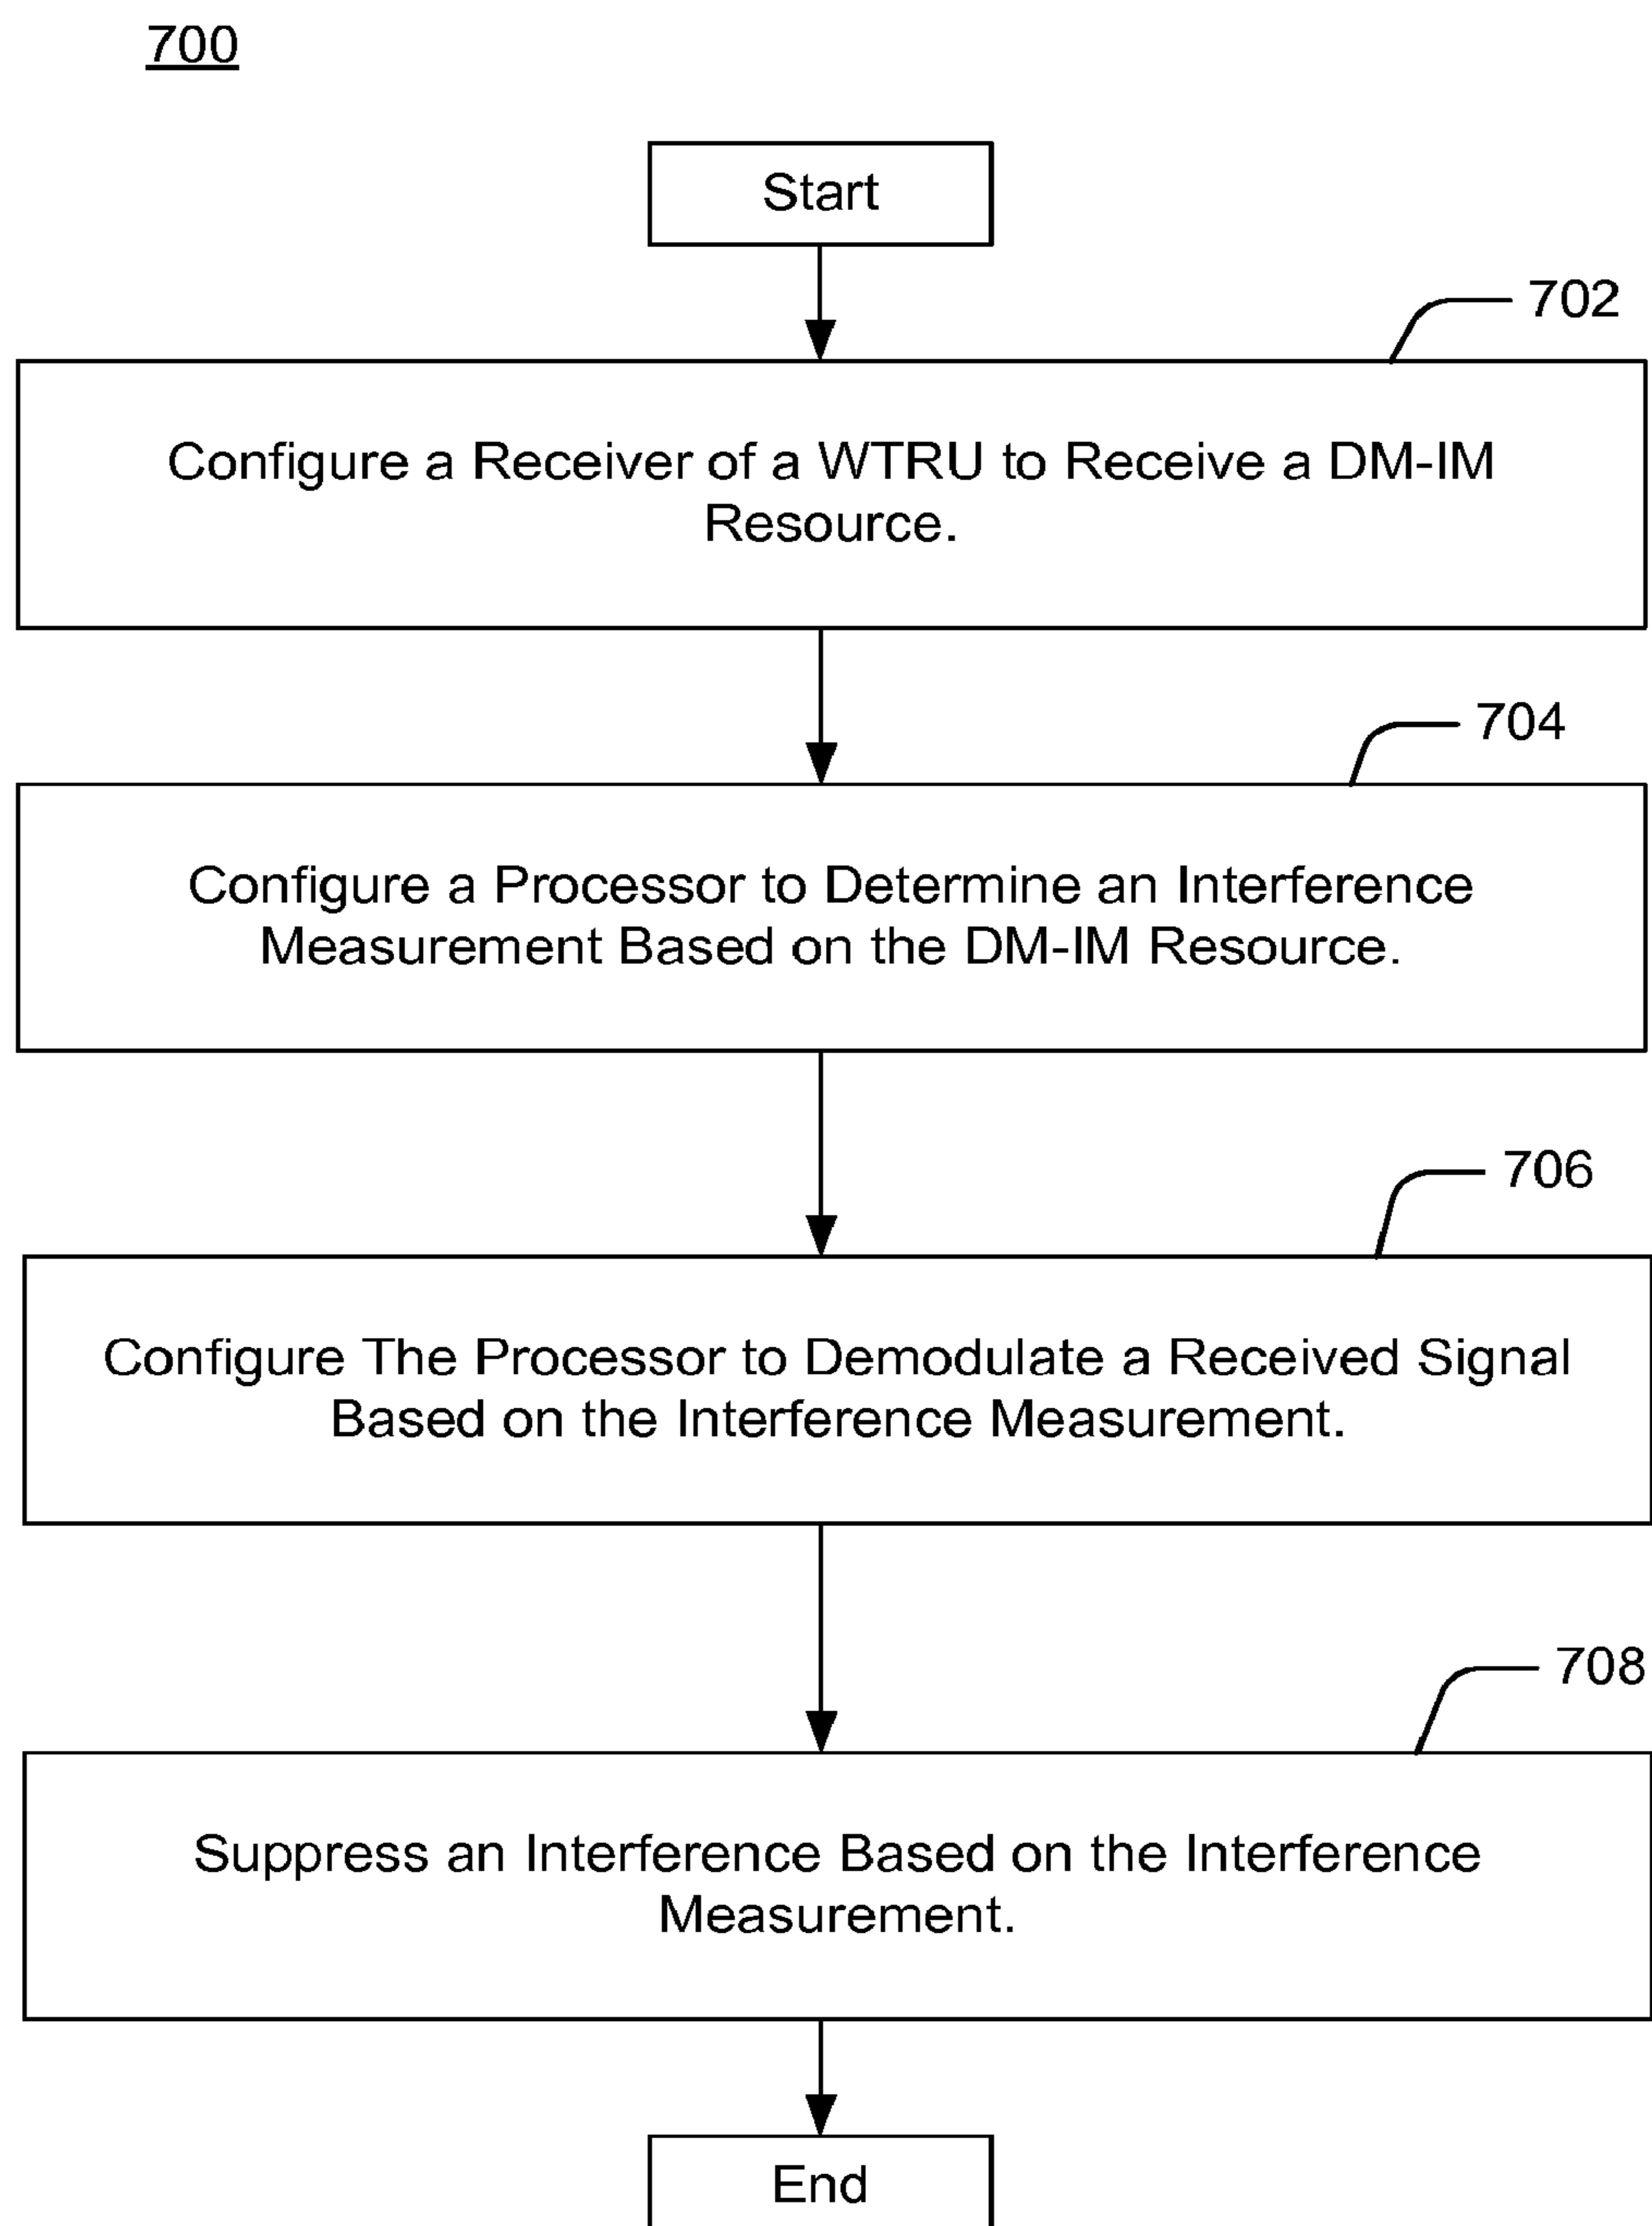 700
Start
702
Configure a Receiver of a WTRU to Receive a DM-IM
Resource.
704
Configure a Processor to Determine an Interference
Measurement Based on the DM-IM Resource.
706
Configure The Processor to Demodulate a Received Signal
Based on the Interference Measurement.
708
Suppress an Interference Based on the Interference
Measurement.
End